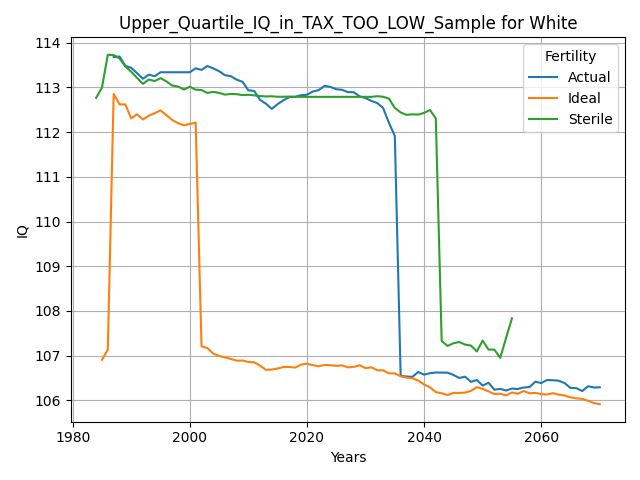 Upper_Quartile_IQ_in_TAX_TOO_LOW_Sample for White
114
113
112
111
110
109
108
107
106
IQ
Fertility
Actual
Ideal
Sterile
1980
2000
2020
2040
2060
Years